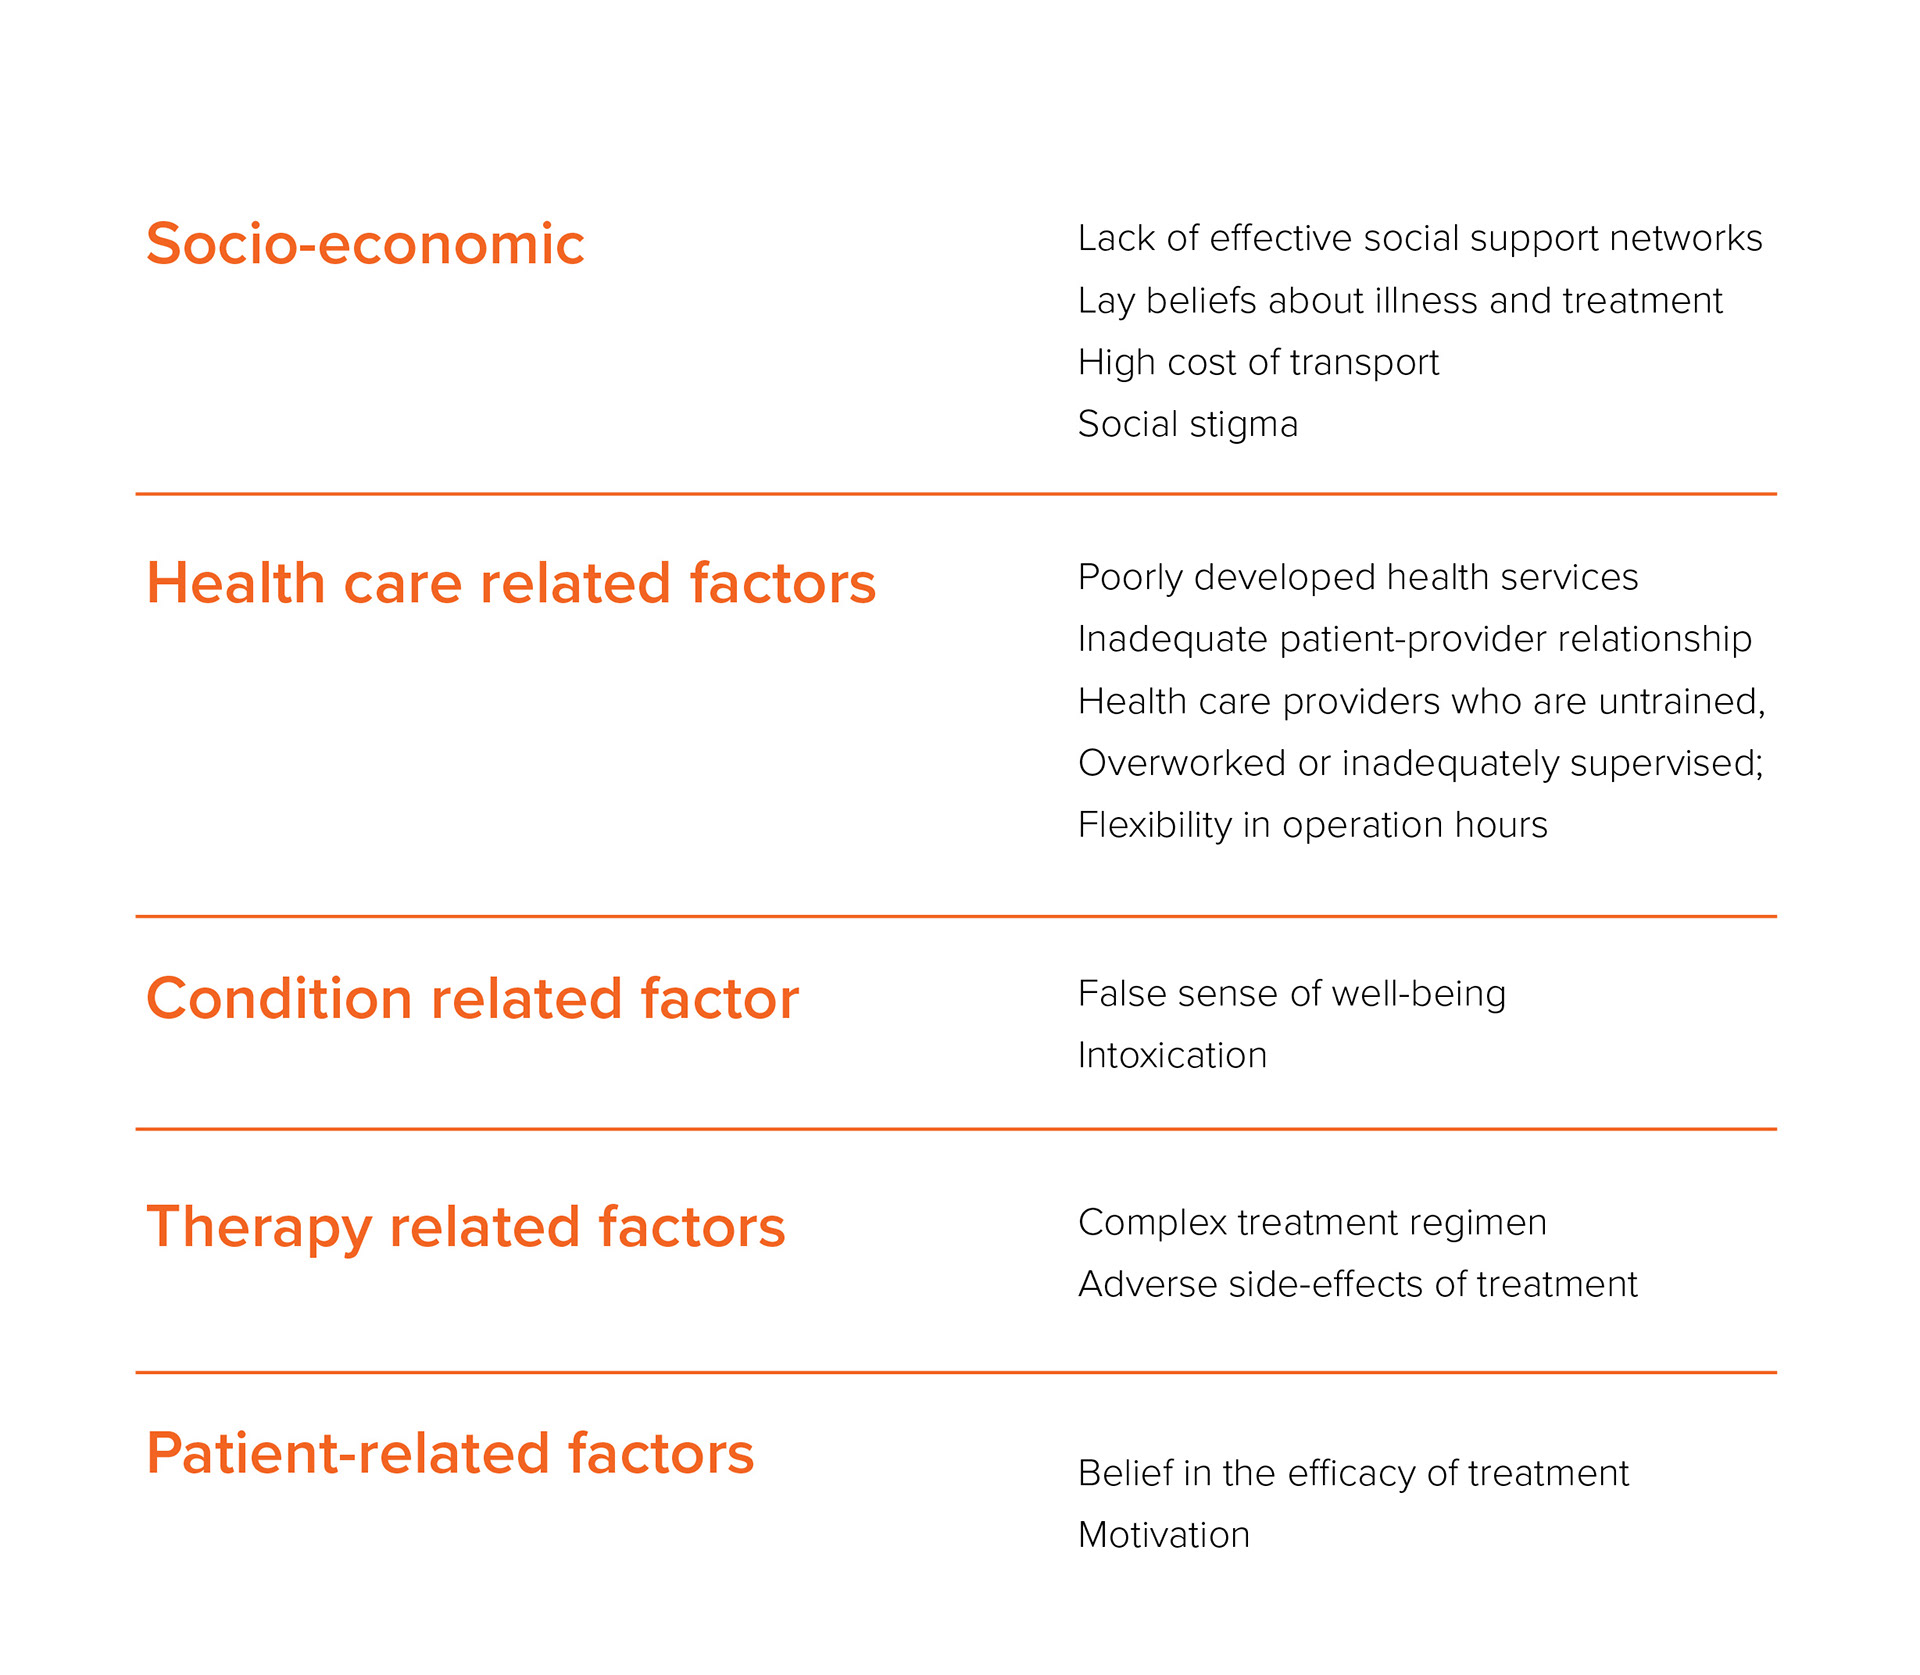 Socio-economic
Lack of effective social support networks
Lay beliefs about illness and treatment
High cost of transport
Social stigma
Health care related factors
Poorly developed health services
Inadequate patient-provider relationship
Health care providers who are untrained,
Overworked or inadequately supervised;
Flexibility in operation hours
Condition related factor
False sense of well-being
Intoxication
Therapy related factors
Complex treatment regimen
Adverse side-effects of treatment
Patient-related factors
Belief in the efficacy of treatment
Motivation